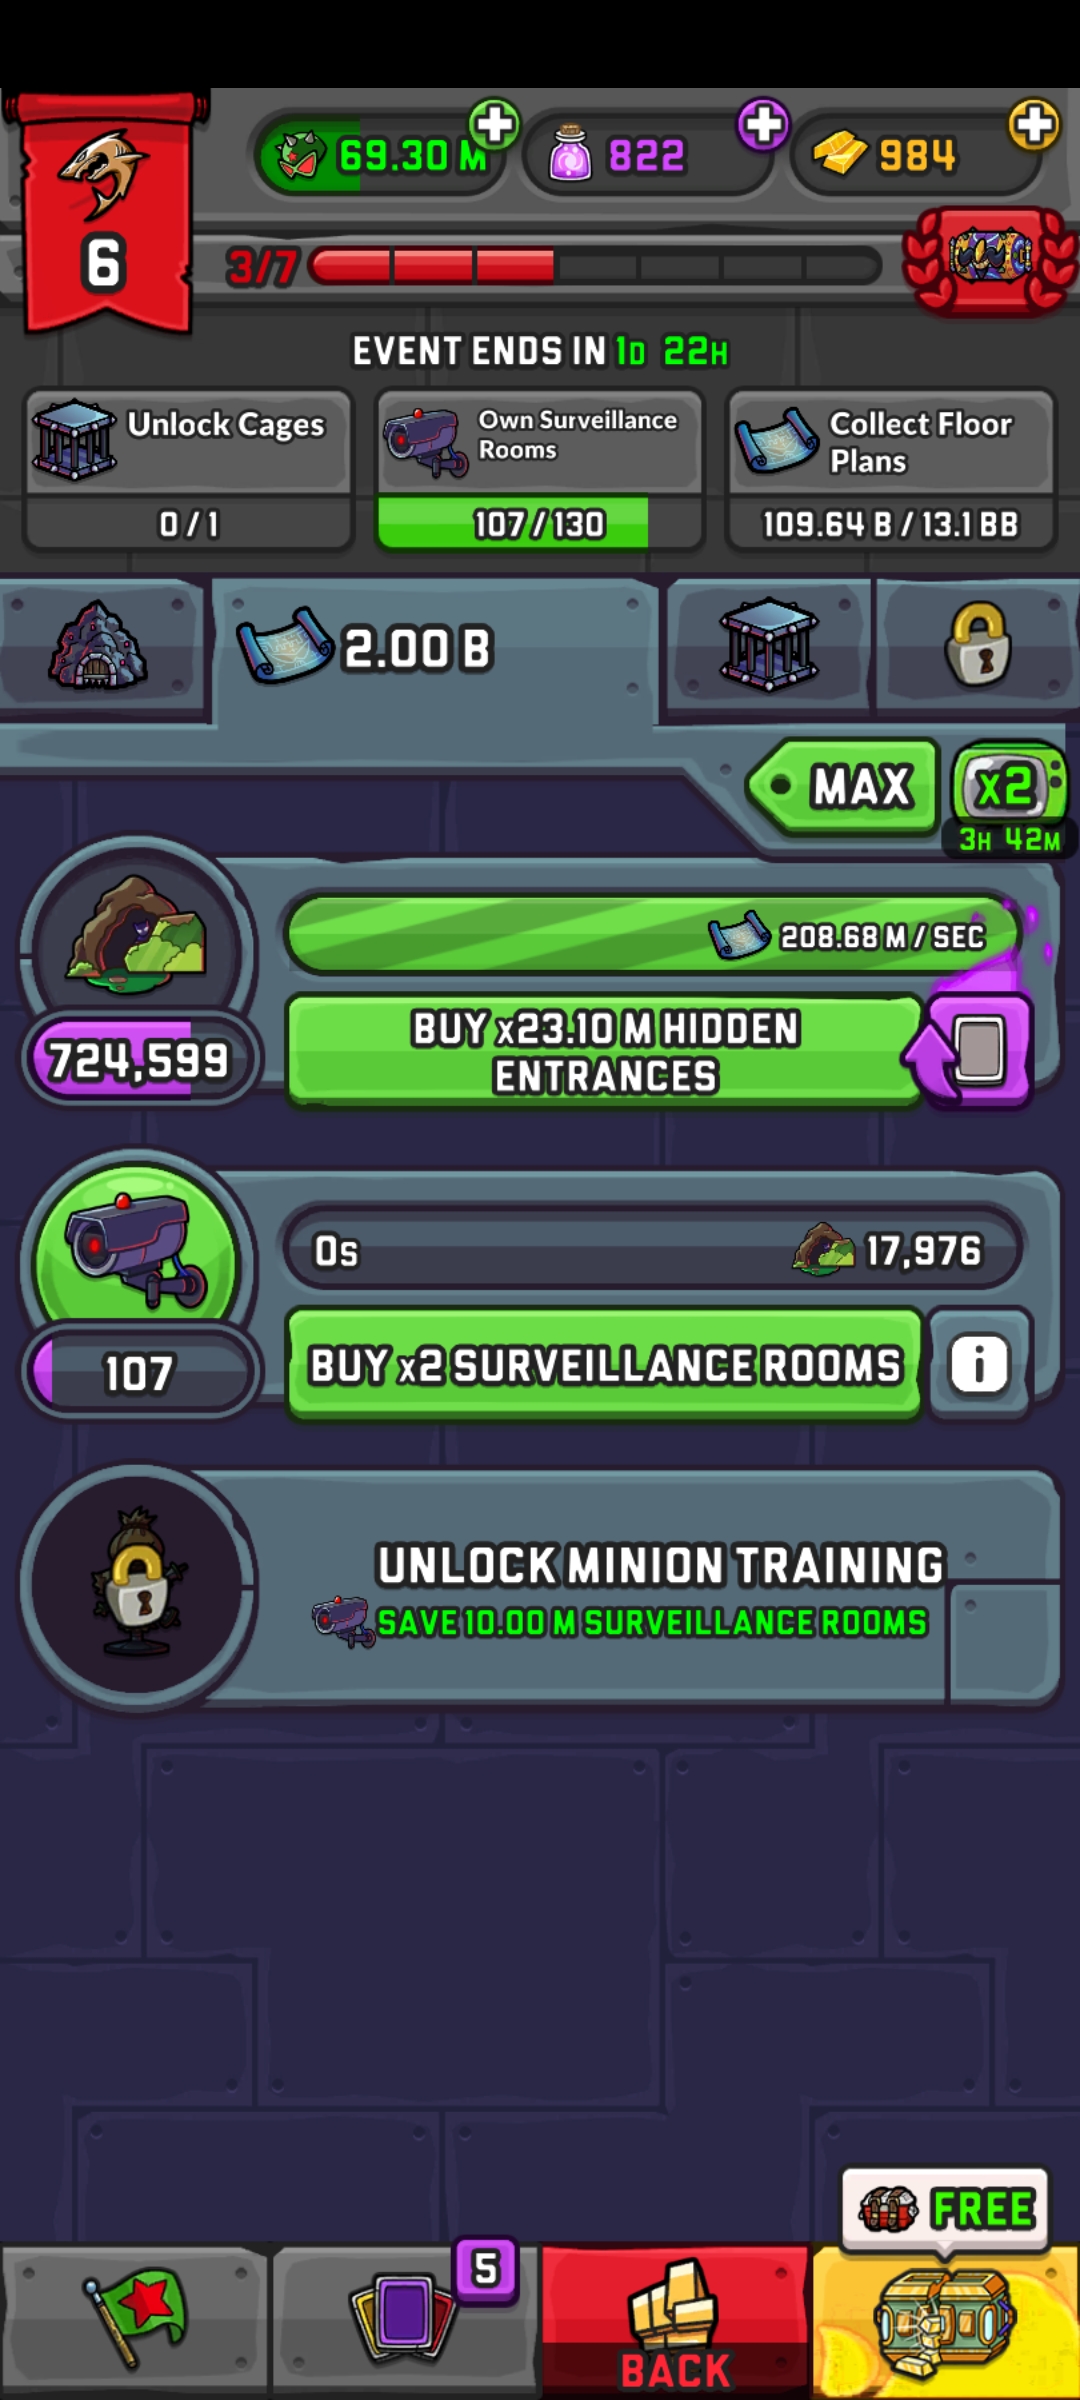 69.30 M
822
984
6
3/7
EVENT ENDS IN 1D 22H
Unlock Cages
0 / 1
Own Surveillance
Rooms
107 / 130
Collect Floor
Plans
109.64 B / 13.1 BB
2.00 B
MAX
x2
3H 42M
208.68 M / SEC
BUY x23.10 M HIDDEN
ENTRANCES
724,599
0s
17,976
BUY x2 SURVEILLANCE ROOMS
i
107
UNLOCK MINION TRAINING
SAVE 10.00 M SURVEILLANCE ROOMS
FREE
5
BACK